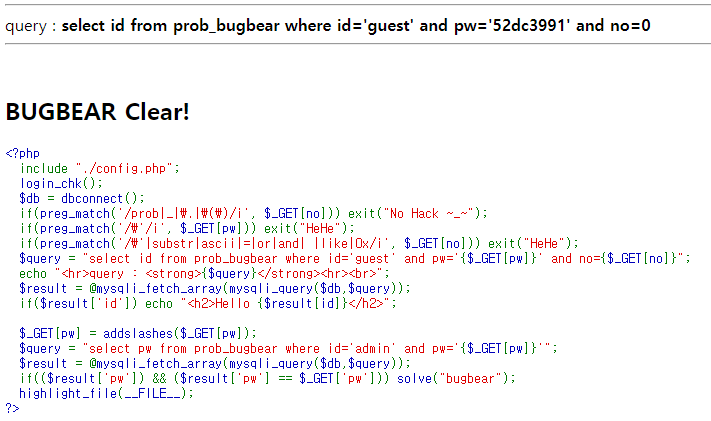 query : select id from prob_bugbear where id='guest' and pw='52dc3991' and no=0
BUGBEAR Clear!
<?php
  include "./config.php";
  login_chk();
  $db = dbconnect();
  if(preg_match('/prob|_|₩.|₩(₩)/i', $_GET[no])) exit("No Hack ~_~");
  if(preg_match('/₩'/i', $_GET[pw])) exit("HeHe");
  if(preg_match('/₩'|substr|ascii|=|or|and| |like|0x/i', $_GET[no])) exit("HeHe");
  $query = "select id from prob_bugbear where id='guest' and pw='{$_GET[pw]}' and no={$_GET[no]}";
  echo "<hr>query : <strong>{$query}</strong><hr><br>";
  $result = @mysqli_fetch_array(mysqli_query($db,$query));
  if($result['id']) echo "<h2>Hello {$result[id]}</h2>";
  $_GET[pw] = addslashes($_GET[pw]);
  $query = "select pw from prob_bugbear where id='admin' and pw='{$_GET[pw]}'";
  $result = @mysqli_fetch_array(mysqli_query($db,$query));
  if(($result['pw']) && ($result['pw'] == $_GET['pw'])) solve("bugbear");
  highlight_file(__FILE__);
?>